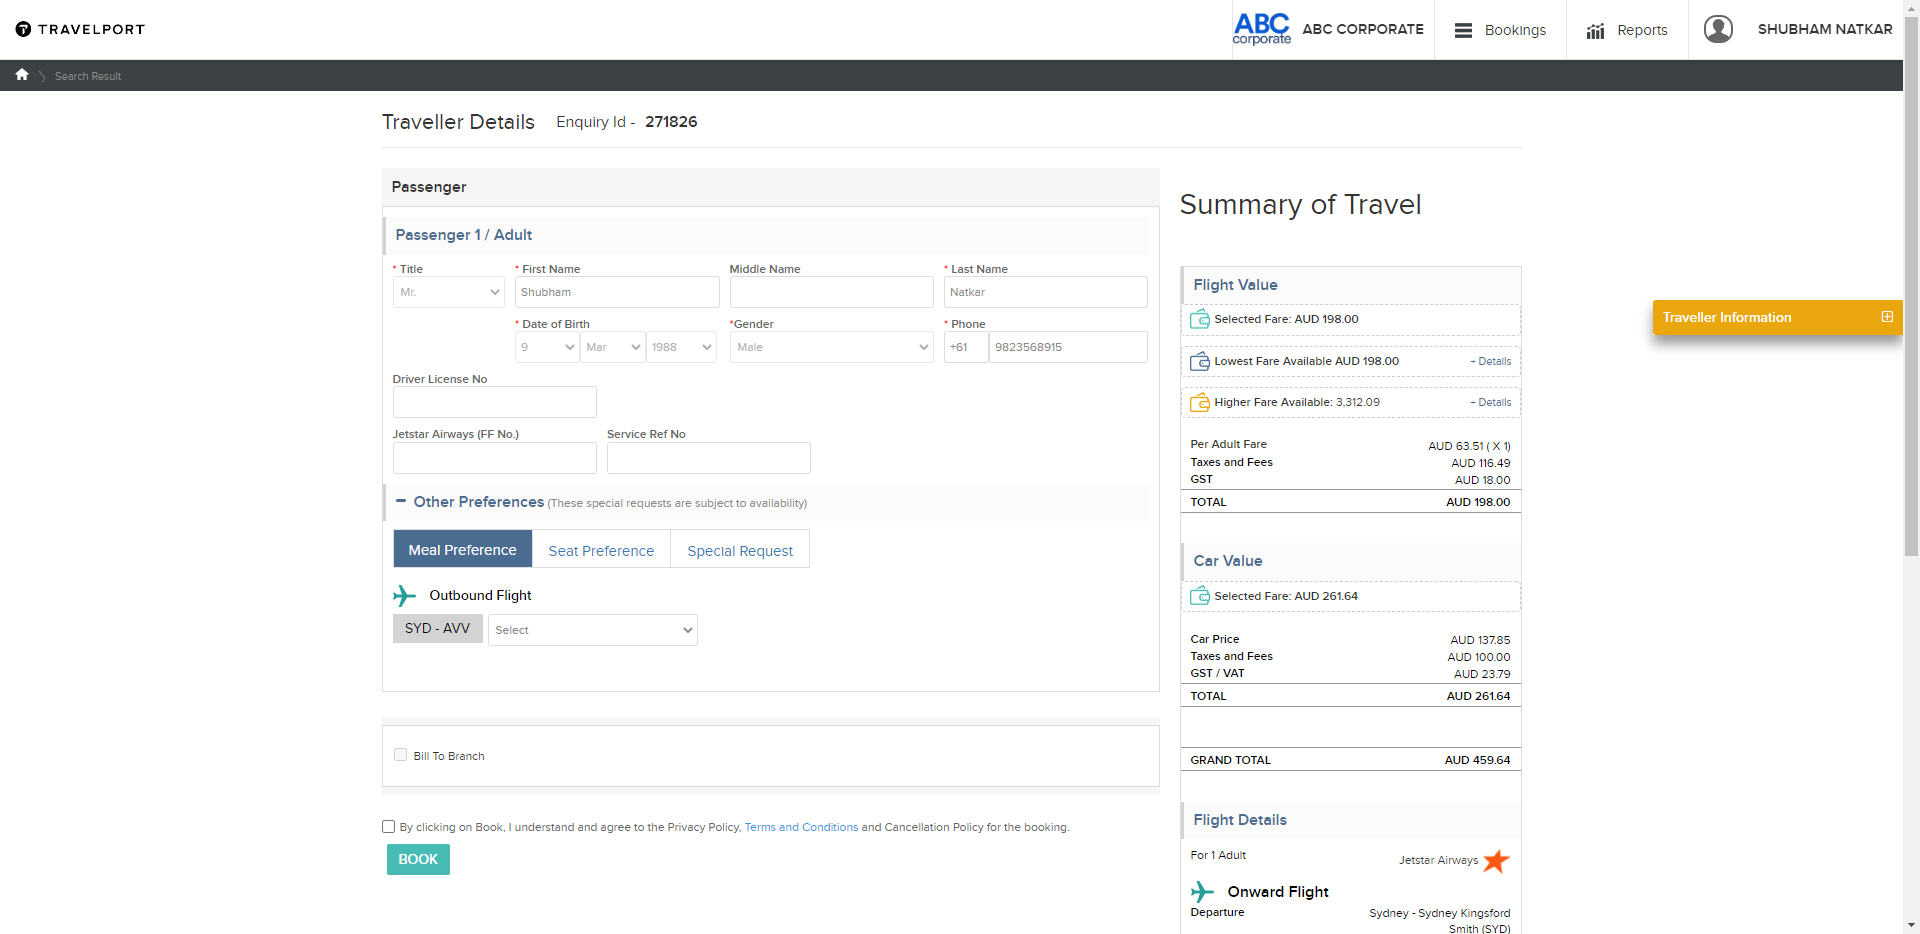 TRAVELPORT
ABC
corporate
ABC CORPORATE
Bookings
Reports
SHUBHAM NATKAR
Search Result
Traveller Details
Enquiry Id - 271826
Passenger
Passenger 1 / Adult
* Title
* First Name
Middle Name
* Last Name
Mr.
Shubham
Natkar
* Date of Birth
*Gender
* Phone
9
Mar
1988
Male
+61
9823568915
Driver License No
Jetstar Airways (FF No.)
Service Ref No
Other Preferences (These special requests are subject to availability)
Meal Preference
Seat Preference
Special Request
Outbound Flight
SYD - AVV
Select
Bill To Branch
By clicking on Book, I understand and agree to the Privacy Policy, Terms and Conditions and Cancellation Policy for the booking.
BOOK
Summary of Travel
Flight Value
Selected Fare: AUD 198.00
Lowest Fare Available AUD 198.00
+ Details
Higher Fare Available: 3,312.09
+ Details
Per Adult Fare AUD 63.51 ( X 1)
Taxes and Fees AUD 116.49
GST AUD 18.00
TOTAL AUD 198.00
Car Value
Selected Fare: AUD 261.64
Car Price AUD 137.85
Taxes and Fees AUD 100.00
GST / VAT AUD 23.79
TOTAL AUD 261.64
GRAND TOTAL AUD 459.64
Flight Details
For 1 Adult
Jetstar Airways
Onward Flight
Departure Sydney - Sydney Kingsford
Smith (SYD)
Traveller Information